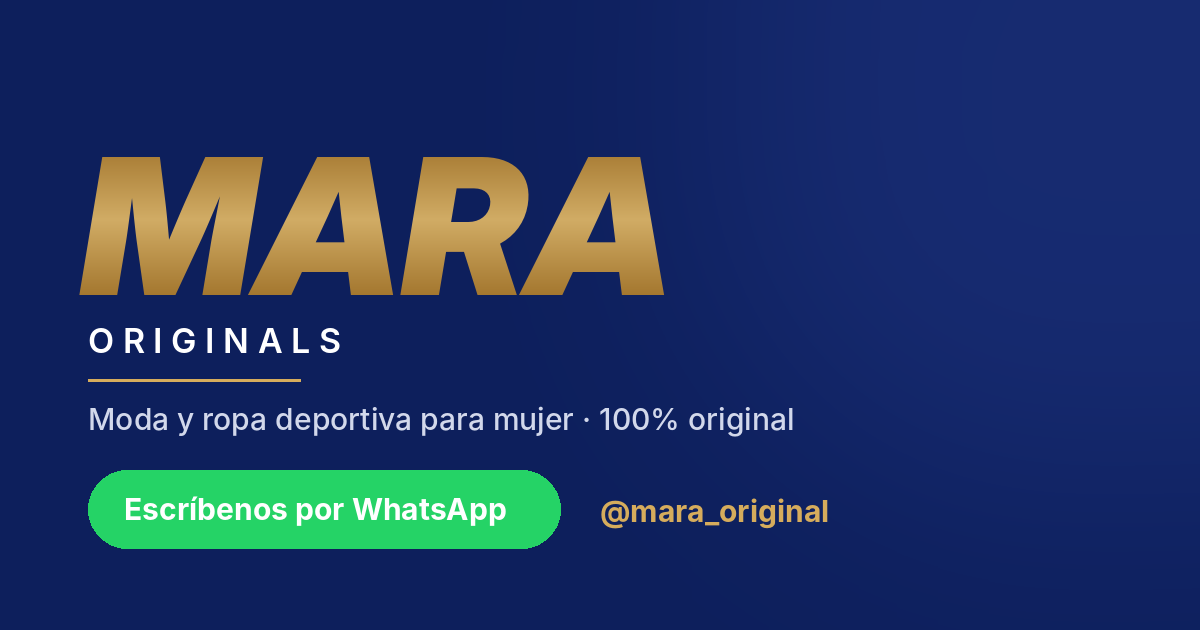 MARA
ORIGINALS
Moda y ropa deportiva para mujer · 100% original
Escríbenos por WhatsApp
@mara_original